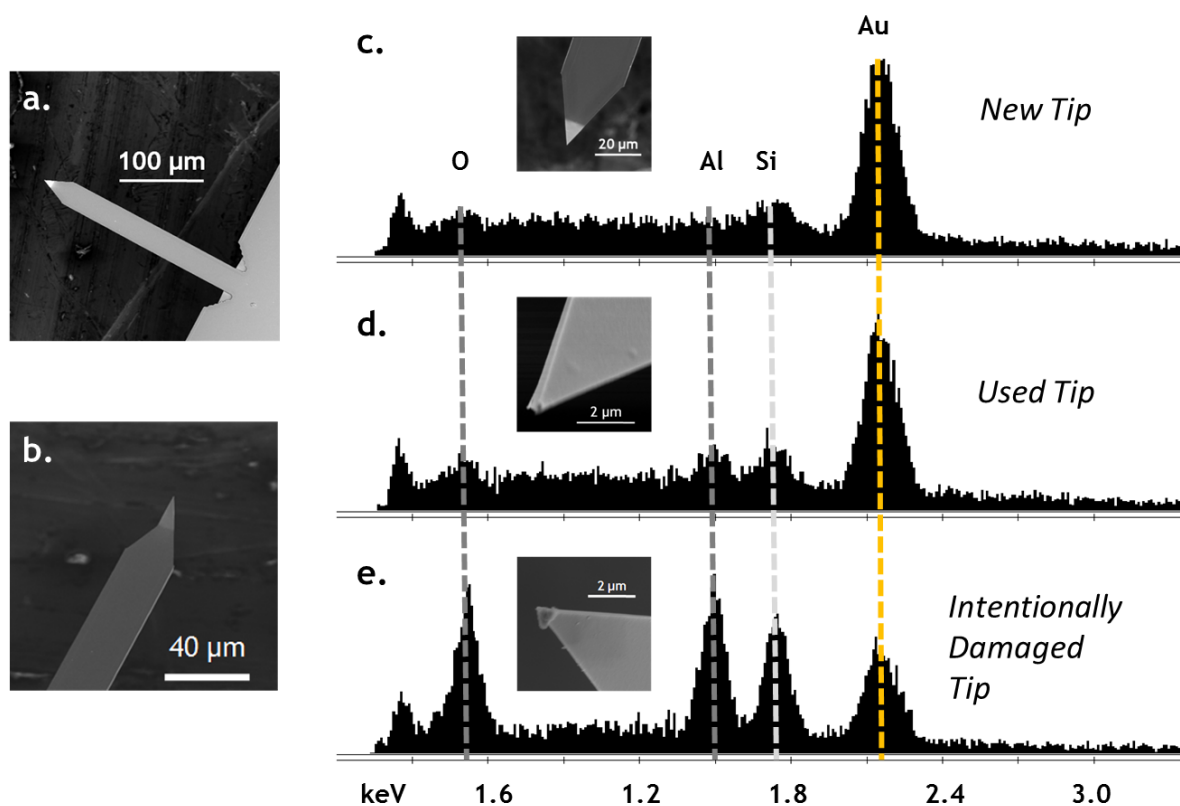 a.
100 µm
b.
40 µm
c.
20 µm
O
Al
Si
Au
New Tip
d.
2 µm
Used Tip
e.
2 µm
Intentionally
Damaged
Tip
keV 1.6 1.2 1.8 2.4 3.0